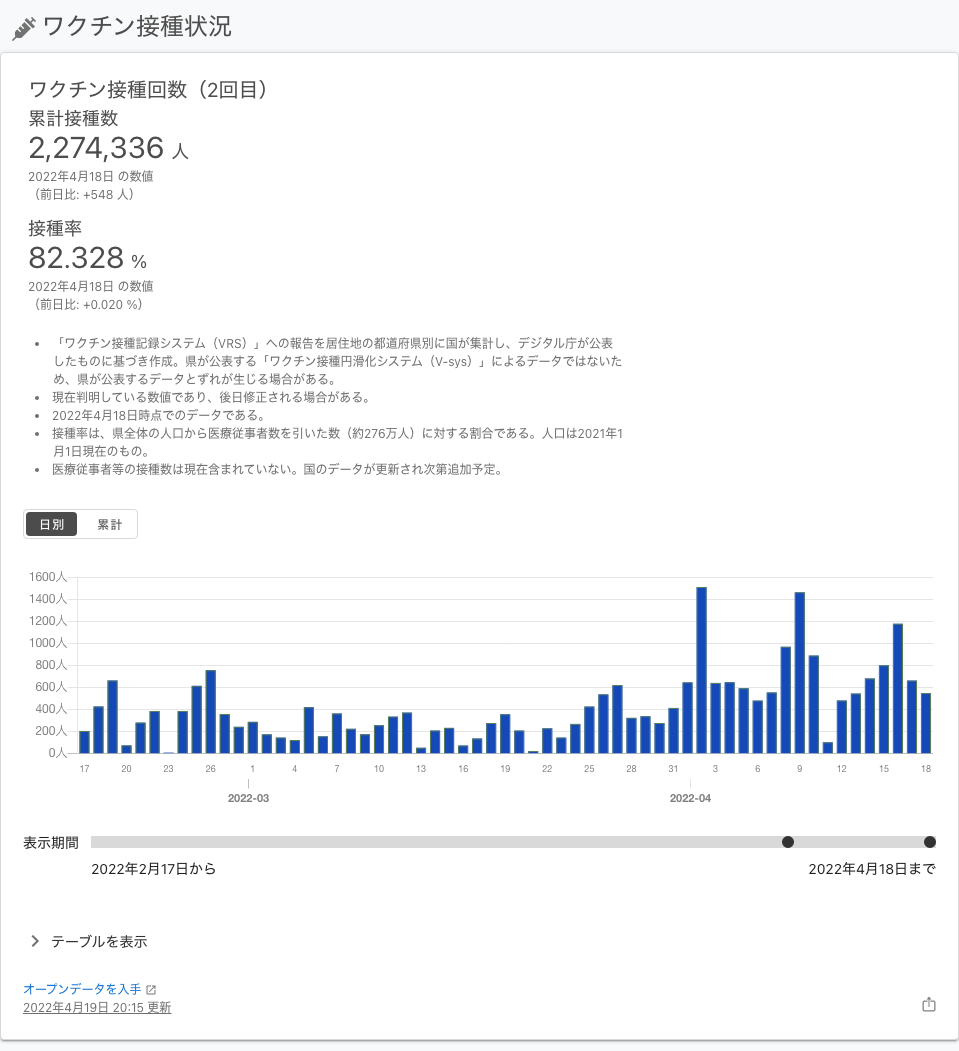 ワクチン接種状況
ワクチン接種回数（2回目）
累計接種数
2,274,336 人
2022年4月18日 の数値
（前日比: +548 人）
接種率
82.328 %
2022年4月18日 の数値
（前日比: +0.020 %）
• 「ワクチン接種記録システム（VRS）」への報告を居住地の都道府県別に国が集計し、デジタル庁が公表
したものに基づき作成。県が公表する「ワクチン接種円滑化システム（V-sys）」によるデータではないた
め、県が公表するデータとずれが生じる場合がある。
• 現在判明している数値であり、後日修正される場合がある。
• 2022年4月18日時点でのデータである。
• 接種率は、県全体の人口から医療従事者数を引いた数（約276万人）に対する割合である。人口は2021年1
月1日現在のもの。
• 医療従事者等の接種数は現在含まれていない。国のデータが更新され次第追加予定。
日別 累計
1600人
1400人
1200人
1000人
800人
600人
400人
200人
0人
17 20 23 26 1 4 7 10 13 16 19 22 25 28 31 3 6 9 12 15 18
2022-03 2022-04
表示期間
2022年2月17日から 2022年4月18日まで
テーブルを表示
オープンデータを入手
2022年4月19日 20:15 更新